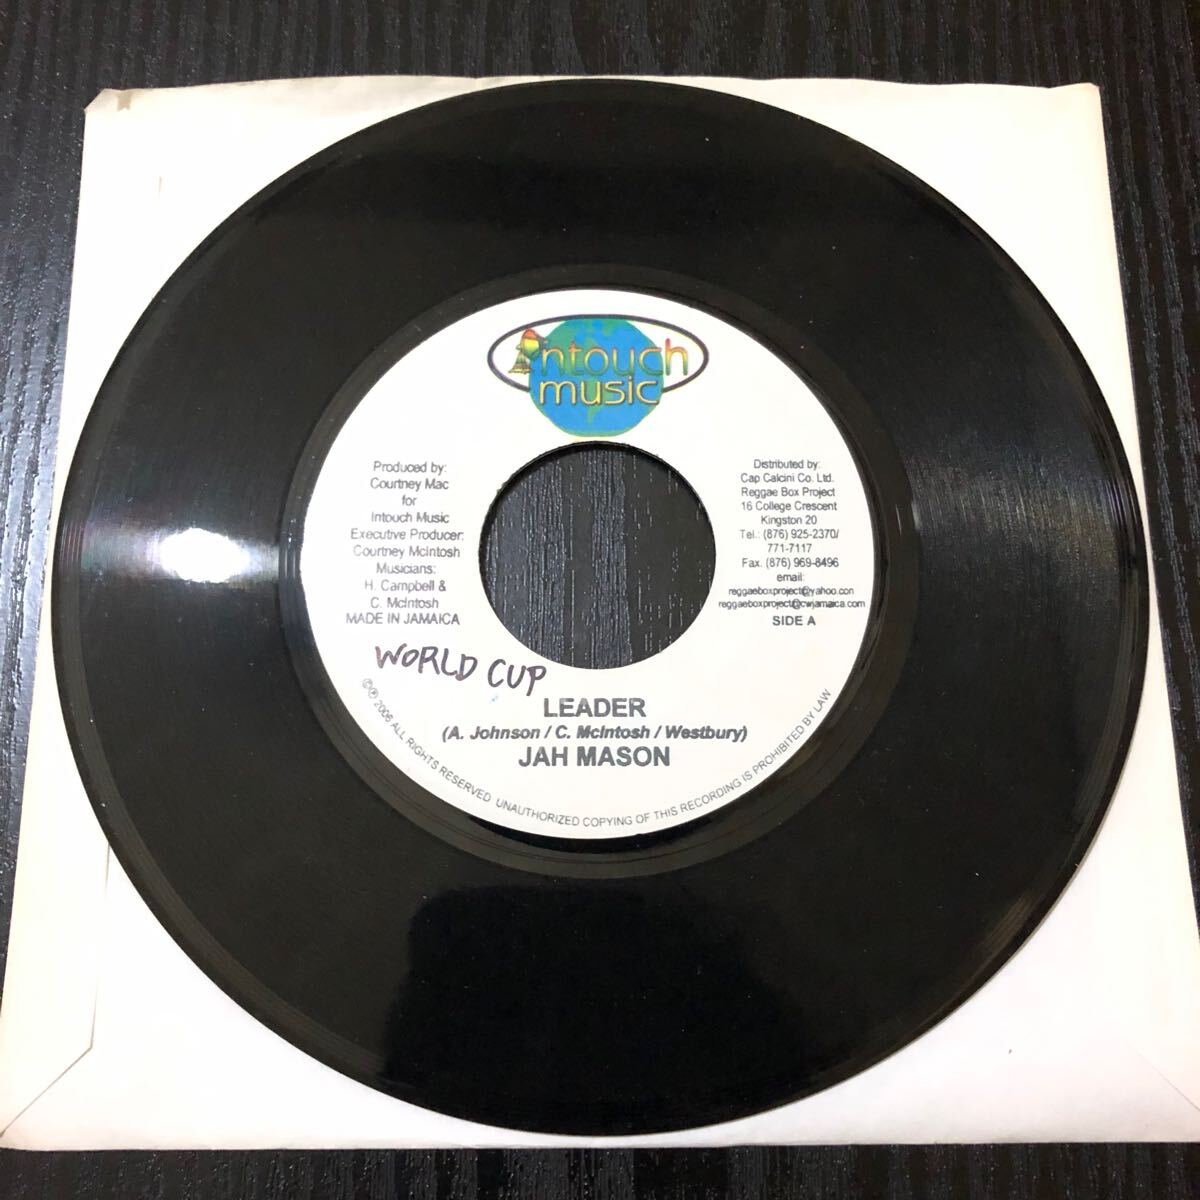 intouch
music
Produced by:
Courtney Mac
for
Intouch Music
Executive Producer:
Courtney McIntosh
Musicians:
H. Campbell &
C. McIntosh
MADE IN JAMAICA
Distributed by:
Cap Calcini Co. Ltd.
Reggae Box Project
16 College Crescent
Kingston 20
Tel.: (876) 925-2370/
771-7117
Fax. (876) 969-8496
email:
reggaeboxproject@yahoo.con
reggaeboxproject@cwjamaica.com
SIDE A
WORLD CUP
LEADER
(A. Johnson / C. McIntosh / Westbury)
JAH MASON
©℗ 2006 ALL RIGHTS RESERVED UNAUTHORIZED COPYING OF THIS RECORDING IS PROHIBITED BY LAW